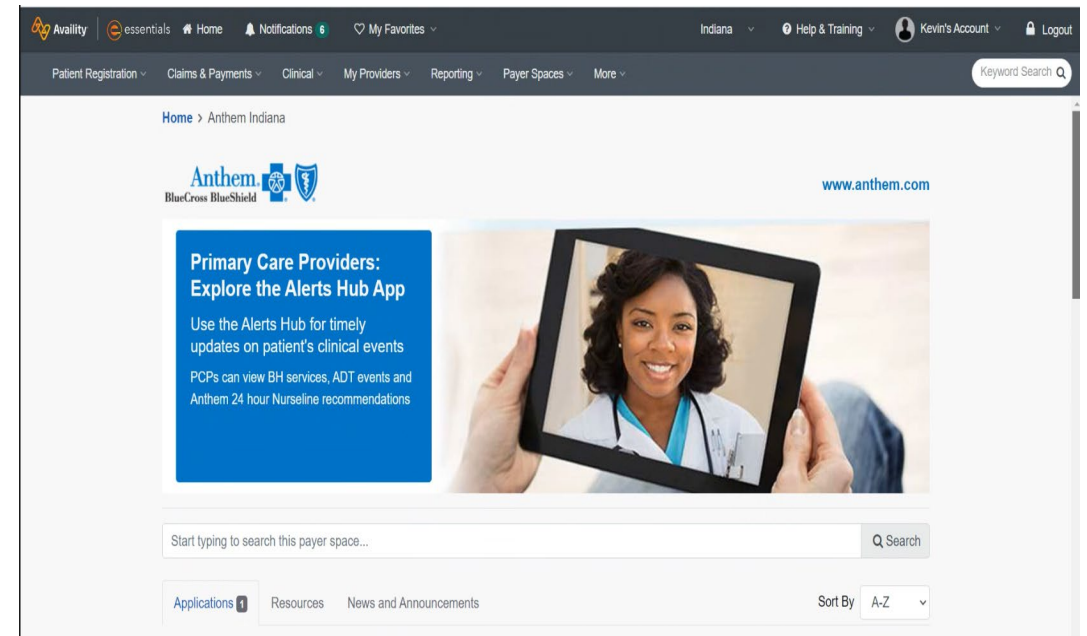 Availity essentials Home Notifications 6 My Favorites Indiana Help & Training Kevin's Account Logout
Patient Registration Claims & Payments Clinical My Providers Reporting Payer Spaces More Keyword Search
Home > Anthem Indiana
Anthem.
BlueCross BlueShield
www.anthem.com
Primary Care Providers:
Explore the Alerts Hub App
Use the Alerts Hub for timely
updates on patient's clinical events
PCPs can view BH services, ADT events and
Anthem 24 hour Nurseline recommendations
Start typing to search this payer space... Search
Applications 1 Resources News and Announcements Sort By A-Z